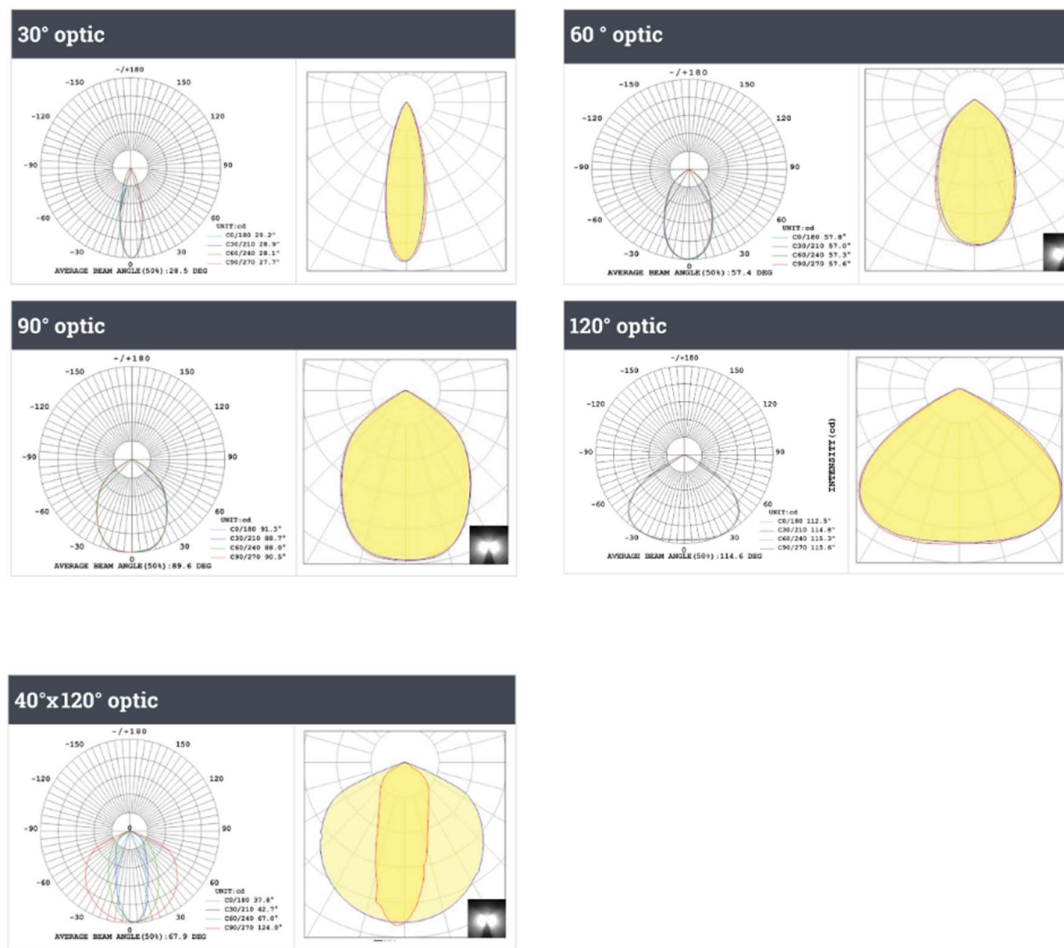 30° optic
-/+180
-150
150
-120
120
-90
90
-60
60
-30
30
0
UNIT:cd
C0/180 29.2°
C30/210 28.9°
C60/240 28.1°
C90/270 27.7°
AVERAGE BEAM ANGLE(50%):28.5 DEG
60 ° optic
-/+180
-150
150
-120
120
-90
90
-60
60
-30
30
0
UNIT:cd
C0/180 57.8°
C30/210 57.0°
C60/240 57.3°
C90/270 57.6°
AVERAGE BEAM ANGLE(50%):57.4 DEG
90° optic
-/+180
-150
150
-120
120
-90
90
-60
60
-30
30
0
UNIT:cd
C0/180 91.3°
C30/210 88.7°
C60/240 88.0°
C90/270 90.5°
AVERAGE BEAM ANGLE(50%):89.6 DEG
120° optic
-/+180
-150
150
-120
120
-90
90
-60
60
-30
30
0
UNIT:cd
C0/180 112.5°
C30/210 114.8°
C60/240 115.3°
C90/270 115.6°
AVERAGE BEAM ANGLE(50%):114.6 DEG
INTENSITY(cd)
40°x120° optic
-/+180
-150
150
-120
120
0
-90
90
-60
60
-30
30
0
UNIT:cd
C0/180 37.8°
C30/210 42.7°
C60/240 67.0°
C90/270 124.0°
AVERAGE BEAM ANGLE(50%):67.9 DEG